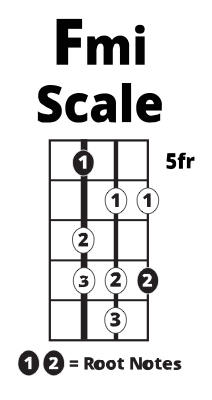 Fmi
Scale
1 5fr
1 1
2
3 2 2
3
1 2 = Root Notes